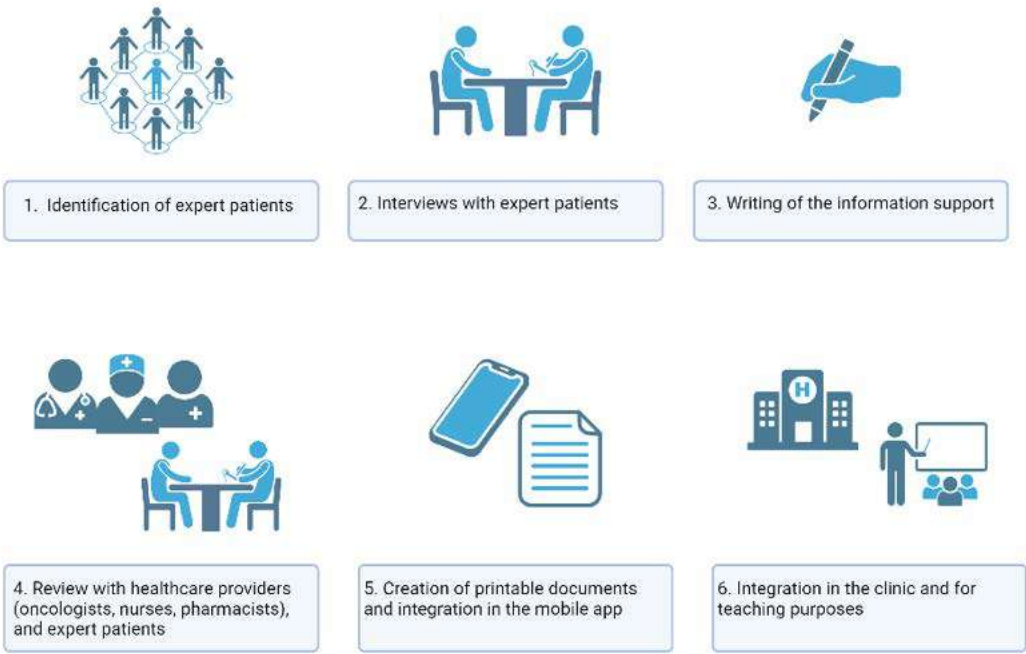 1. Identification of expert patients
2. Interviews with expert patients
3. Writing of the information support
H
4. Review with healthcare providers
(oncologists, nurses, pharmacists),
and expert patients
5. Creation of printable documents
and integration in the mobile app
6. Integration in the clinic and for
teaching purposes